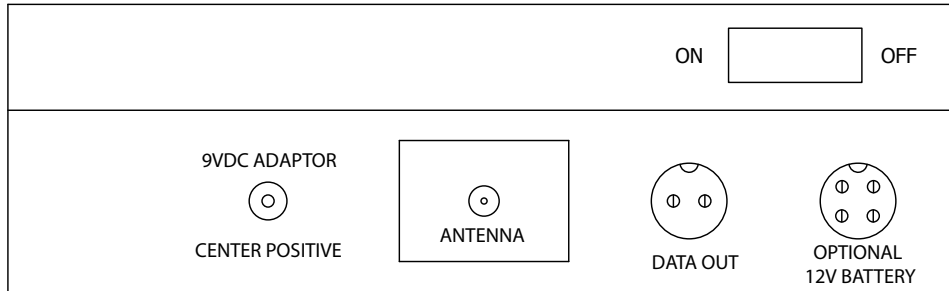 ON
OFF
9VDC ADAPTOR
CENTER POSITIVE
ANTENNA
DATA OUT
OPTIONAL
12V BATTERY